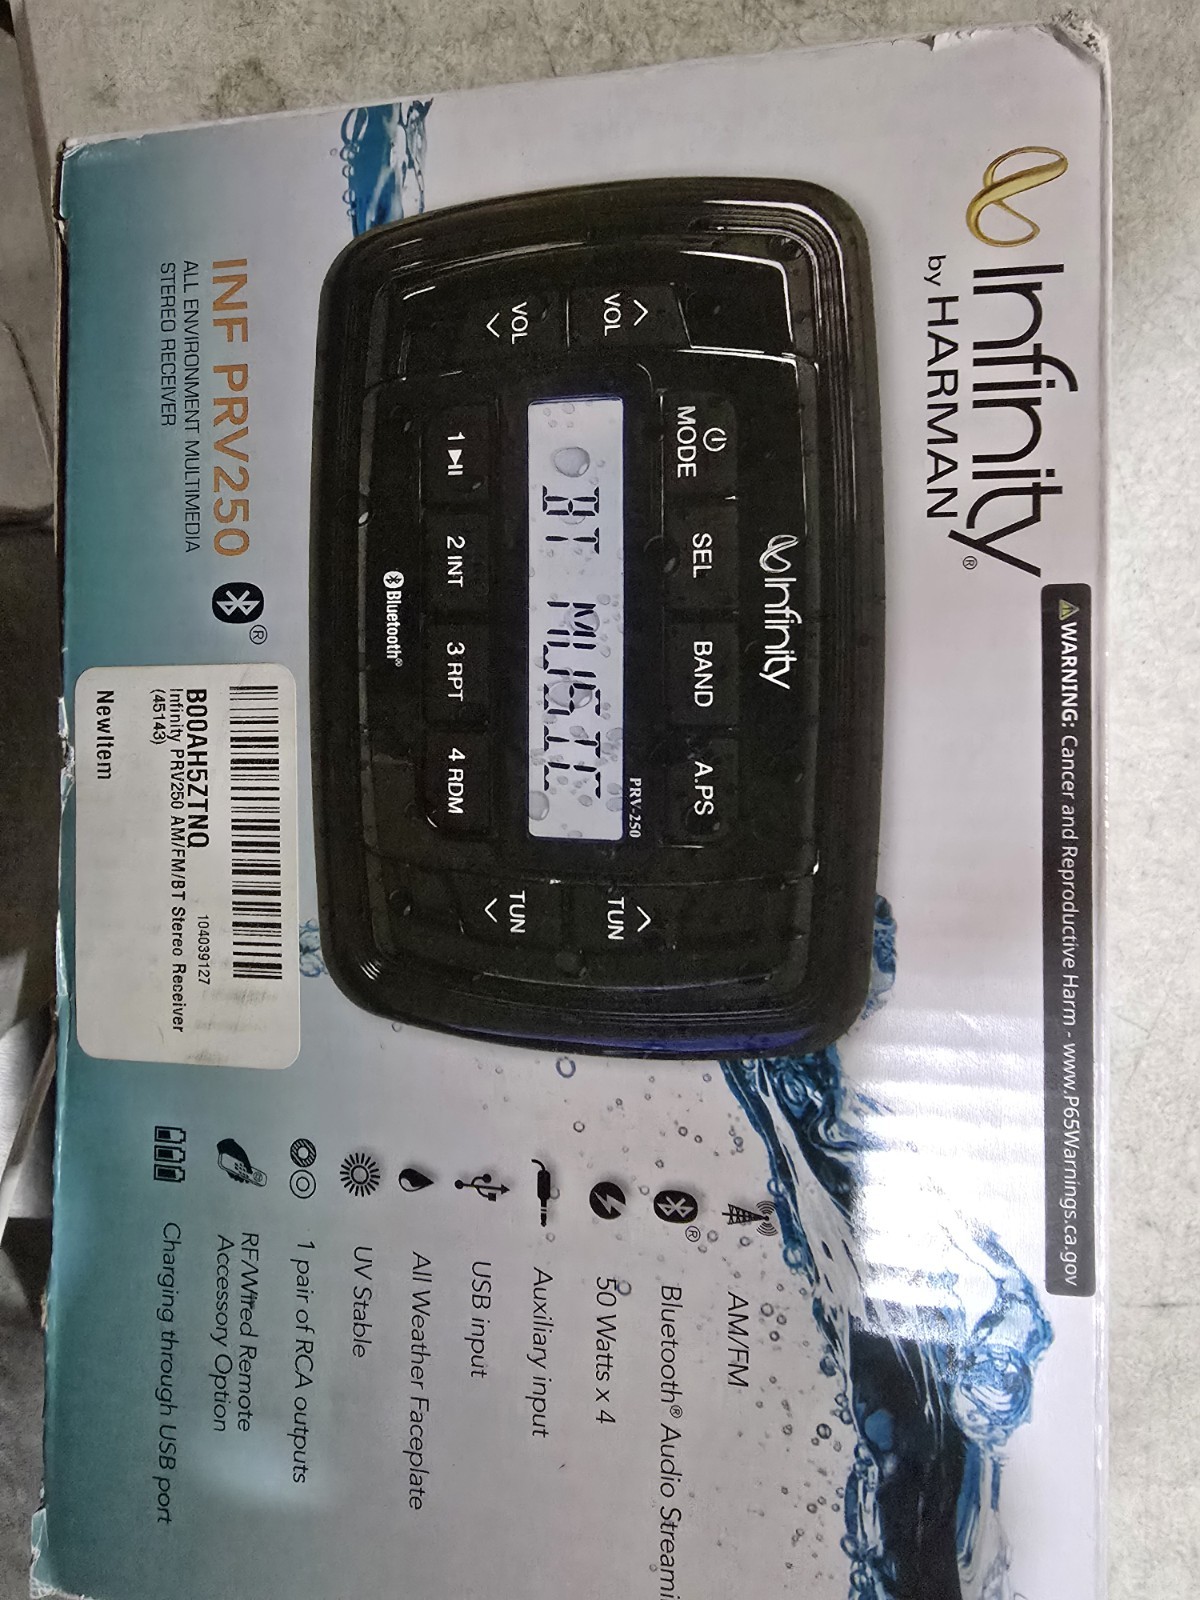 Infinity®
by HARMAN
WARNING: Cancer and Reproductive Harm - www.P65Warnings.ca.gov
Infinity
MODE
SEL
BAND
A.PS
VOL
VOL
PRV-250
BT MUSIC
TUN
TUN
1
2 INT
3 RPT
4 RDM
Bluetooth®
INF PRV250 ®
ALL ENVIRONMENT MULTIMEDIA
STEREO RECEIVER
B00AH5ZTNQ 104039127
Infinity PRV250 AM/FM/BT Stereo Receiver
(45143)
NewItem
AM/FM
® Bluetooth® Audio Streami
50 Watts x 4
Auxiliary input
USB input
All Weather Faceplate
UV Stable
1 pair of RCA outputs
RF/Wired Remote
Accessory Option
Charging through USB port